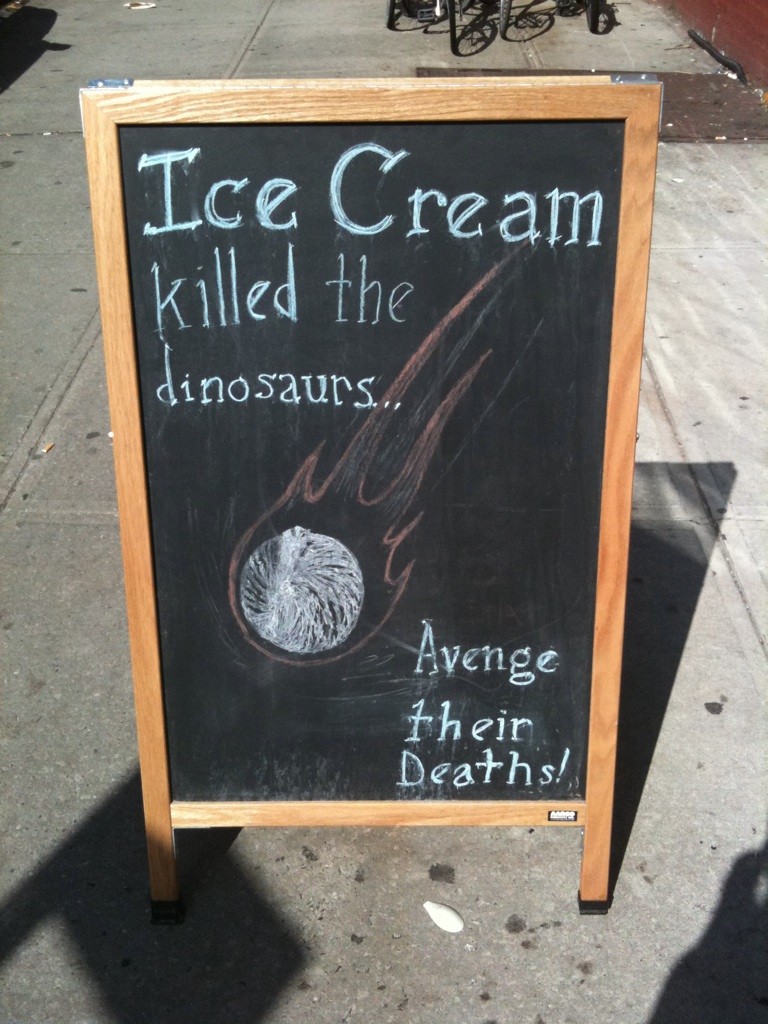 Ice Cream
killed the
dinosaurs...
Avenge
their
Deaths!